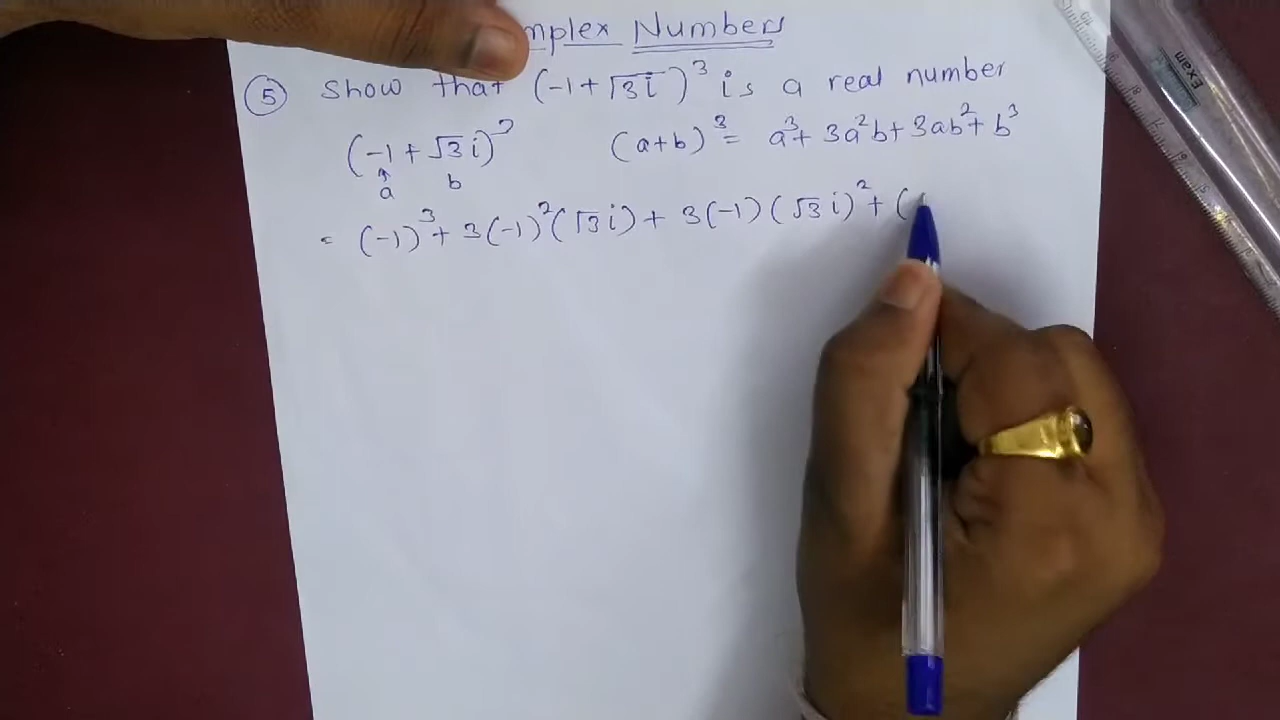 mplex Numbers
⑤ Show that (-1+√3i)³ is a real number
(-1+√3i)³ (a+b)³ = a³+3a²b+3ab²+b³
a b
= (-1)³+3(-1)²(√3i)+3(-1)(√3i)²+(
Exam